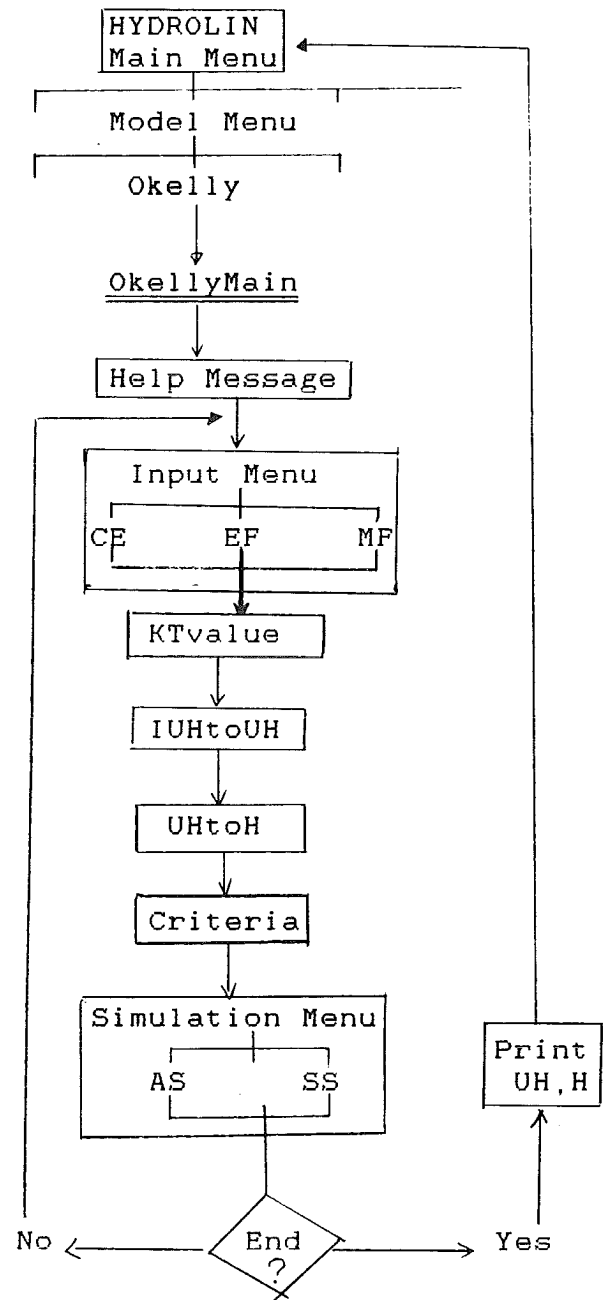 HYDROLIN
Main Menu
Model Menu
Okelly
OkellyMain
Help Message
Input Menu
CE EF MF
KTvalue
IUHtoUH
UHtoH
Criteria
Simulation Menu
AS SS
Print
UH,H
No
End
?
Yes